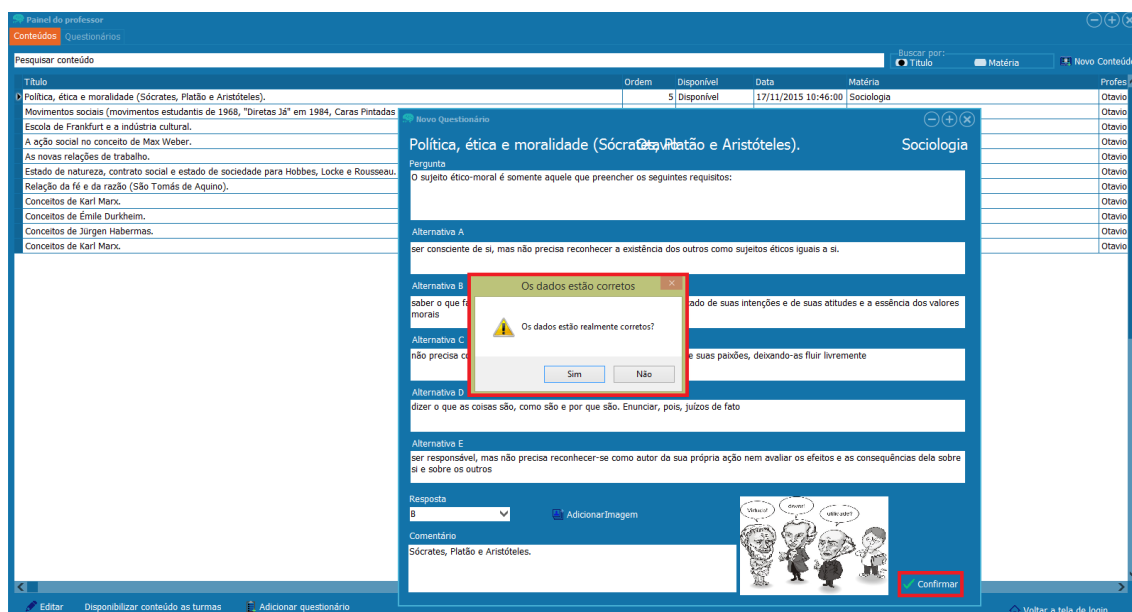 Painel do professor
Conteúdos Questionários
Pesquisar conteúdo
Buscar por:
Titulo Matéria
Novo Conteúdo
Título Ordem Disponível Data Matéria Profes
Política, ética e moralidade (Sócrates, Platão e Aristóteles). 5 Disponível 17/11/2015 10:46:00 Sociologia Otavio
Movimentos sociais (movimentos estudantis de 1968, "Diretas Já" em 1984, Caras Pintadas Otavio
Escola de Frankfurt e a indústria cultural. Otavio
A ação social no conceito de Max Weber. Otavio
As novas relações de trabalho. Otavio
Estado de natureza, contrato social e estado de sociedade para Hobbes, Locke e Rousseau. Otavio
Relação da fé e da razão (São Tomás de Aquino). Otavio
Conceitos de Karl Marx. Otavio
Conceitos de Émile Durkheim. Otavio
Conceitos de Jürgen Habermas. Otavio
Conceitos de Karl Marx. Otavio
Novo Questionário
Política, ética e moralidade (Sócrates, Platão e Aristóteles). Otavio Sociologia
Pergunta
O sujeito ético-moral é somente aquele que preencher os seguintes requisitos:
Alternativa A
ser consciente de si, mas não precisa reconhecer a existência dos outros como sujeitos éticos iguais a si.
Alternativa B
saber o que de suas intenções e de suas atitudes e a essência dos valores
morais
Alternativa C
não precisa suas paixões, deixando-as fluir livremente
Alternativa D
dizer o que as coisas são, como são e por que são. Enunciar, pois, juízos de fato
Alternativa E
ser responsável, mas não precisa reconhecer-se como autor da sua própria ação nem avaliar os efeitos e as consequências dela sobre
si e sobre os outros
Os dados estão corretos
Os dados estão realmente corretos?
Sim Não
Resposta
B
AdicionarImagem
Comentário
Sócrates, Platão e Aristóteles.
Confirmar
Editar Disponibilizar conteúdo as turmas Adicionar questionário Voltar a tela de login